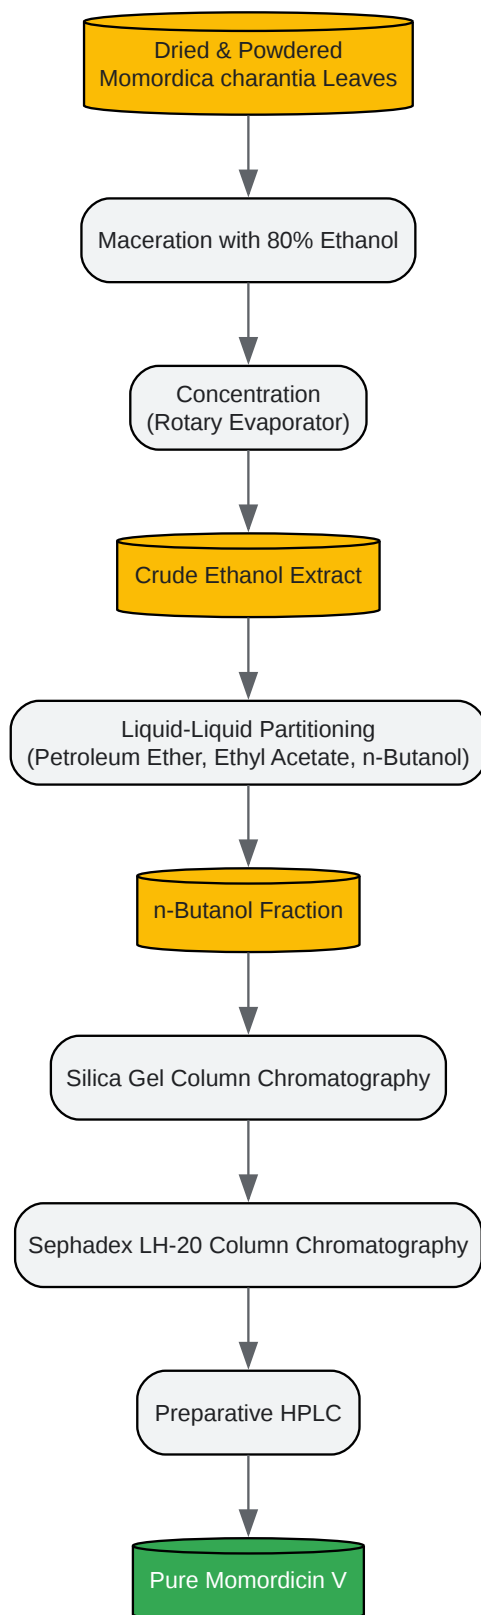 Dried & Powdered
Momordica charantia Leaves
Maceration with 80% Ethanol
Concentration
(Rotary Evaporator)
Crude Ethanol Extract
Liquid-Liquid Partitioning
(Petroleum Ether, Ethyl Acetate, n-Butanol)
n-Butanol Fraction
Silica Gel Column Chromatography
Sephadex LH-20 Column Chromatography
Preparative HPLC
Pure Momordicin V